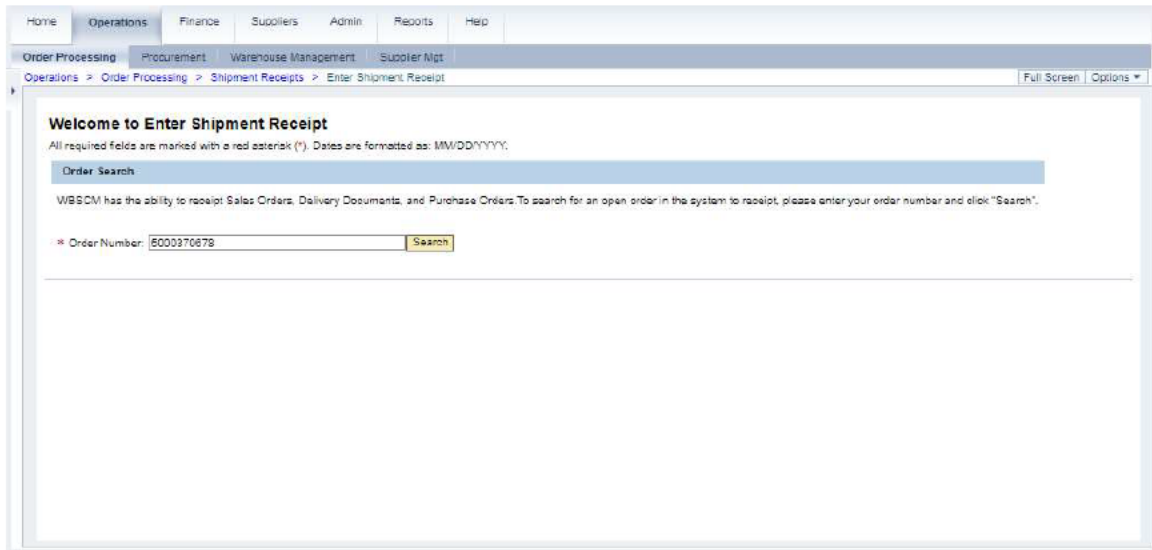 Home Operations Finance Suppliers Admin Reports Help
Order Processing Procurement Warehouse Management Supplier Mgt
Operations > Order Processing > Shipment Receipts > Enter Shipment Receipt Full Screen Options
Welcome to Enter Shipment Receipt
All required fields are marked with a red asterisk (*). Dates are formatted as: MM/DD/YYYY.
Order Search
WBSCM has the ability to receipt Sales Orders, Delivery Documents, and Purchase Orders.To search for an open order in the system to receipt, please enter your order number and click "Search".
* Order Number: 5000370678 Search